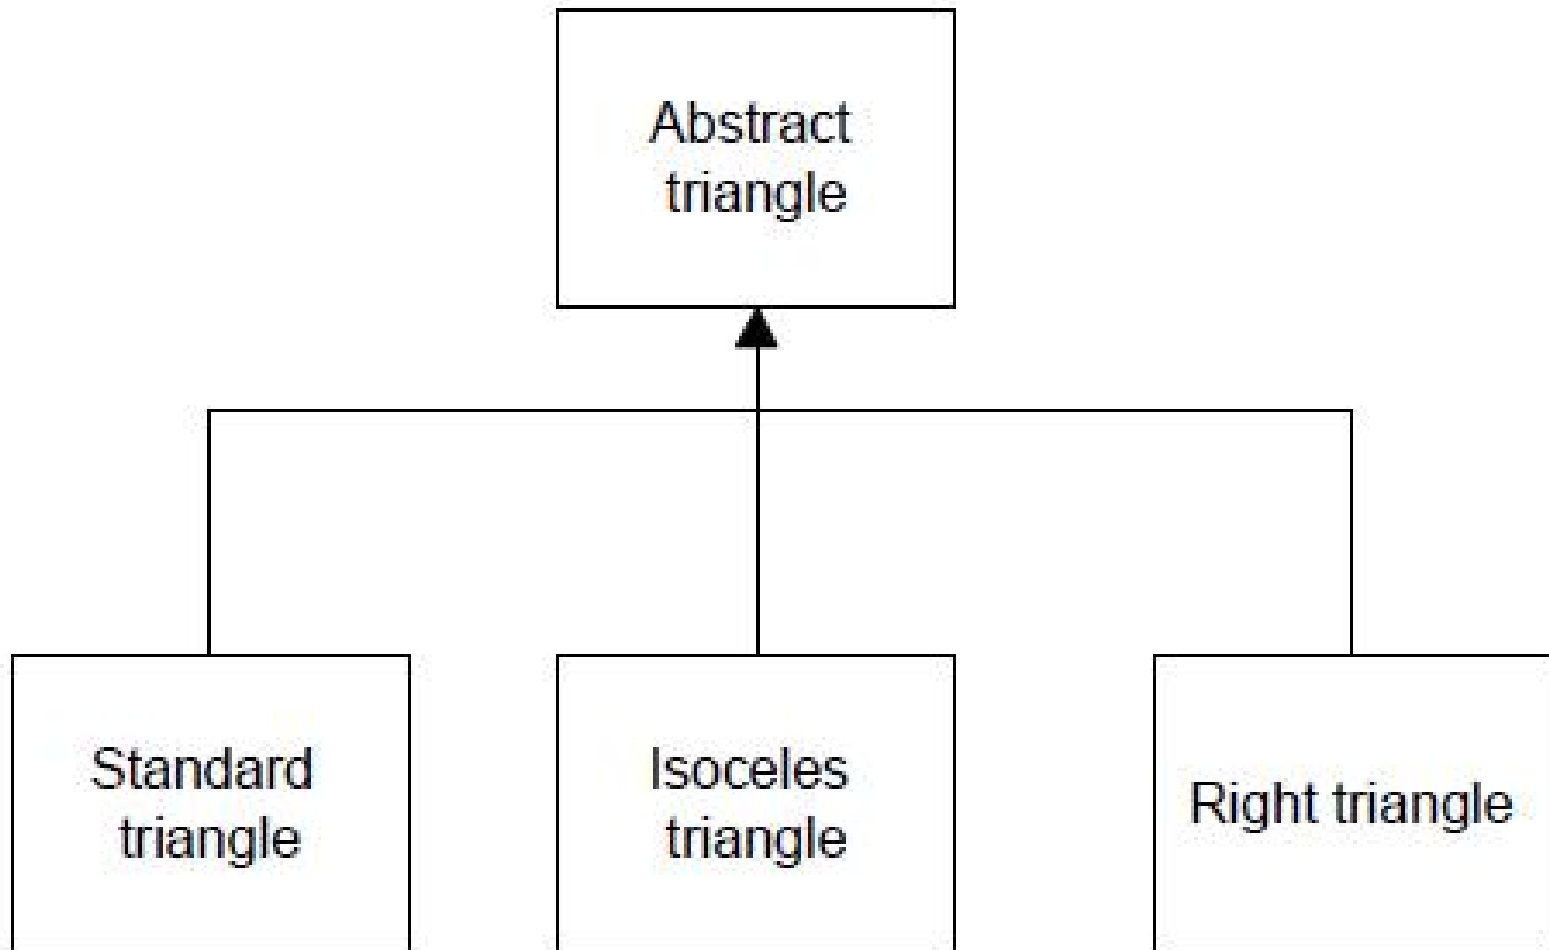 Abstract
triangle
Standard
triangle
Isoceles
triangle
Right triangle